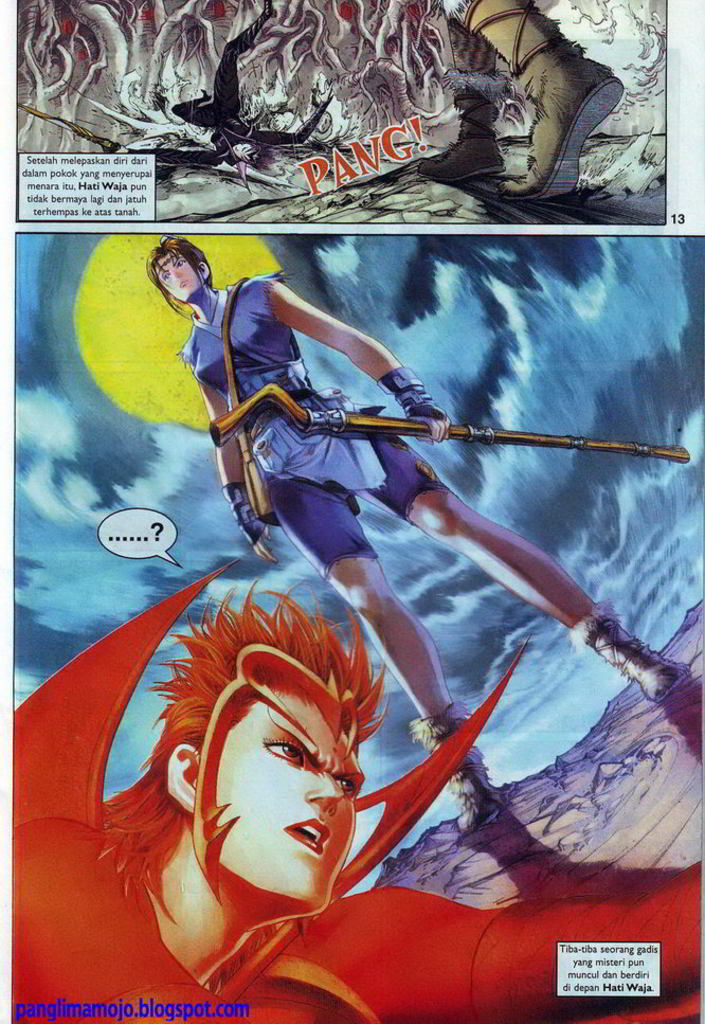 PANG!
Setelah melepaskan diri dari
dalam pokok yang menyerupai
menara itu, Hati Waja pun
tidak bermaya lagi dan jatuh
terhempas ke atas tanah.
13
......?
Tiba-tiba seorang gadis
yang misteri pun
muncul dan berdiri
di depan Hati Waja.
panglimamojo.blogspot.com